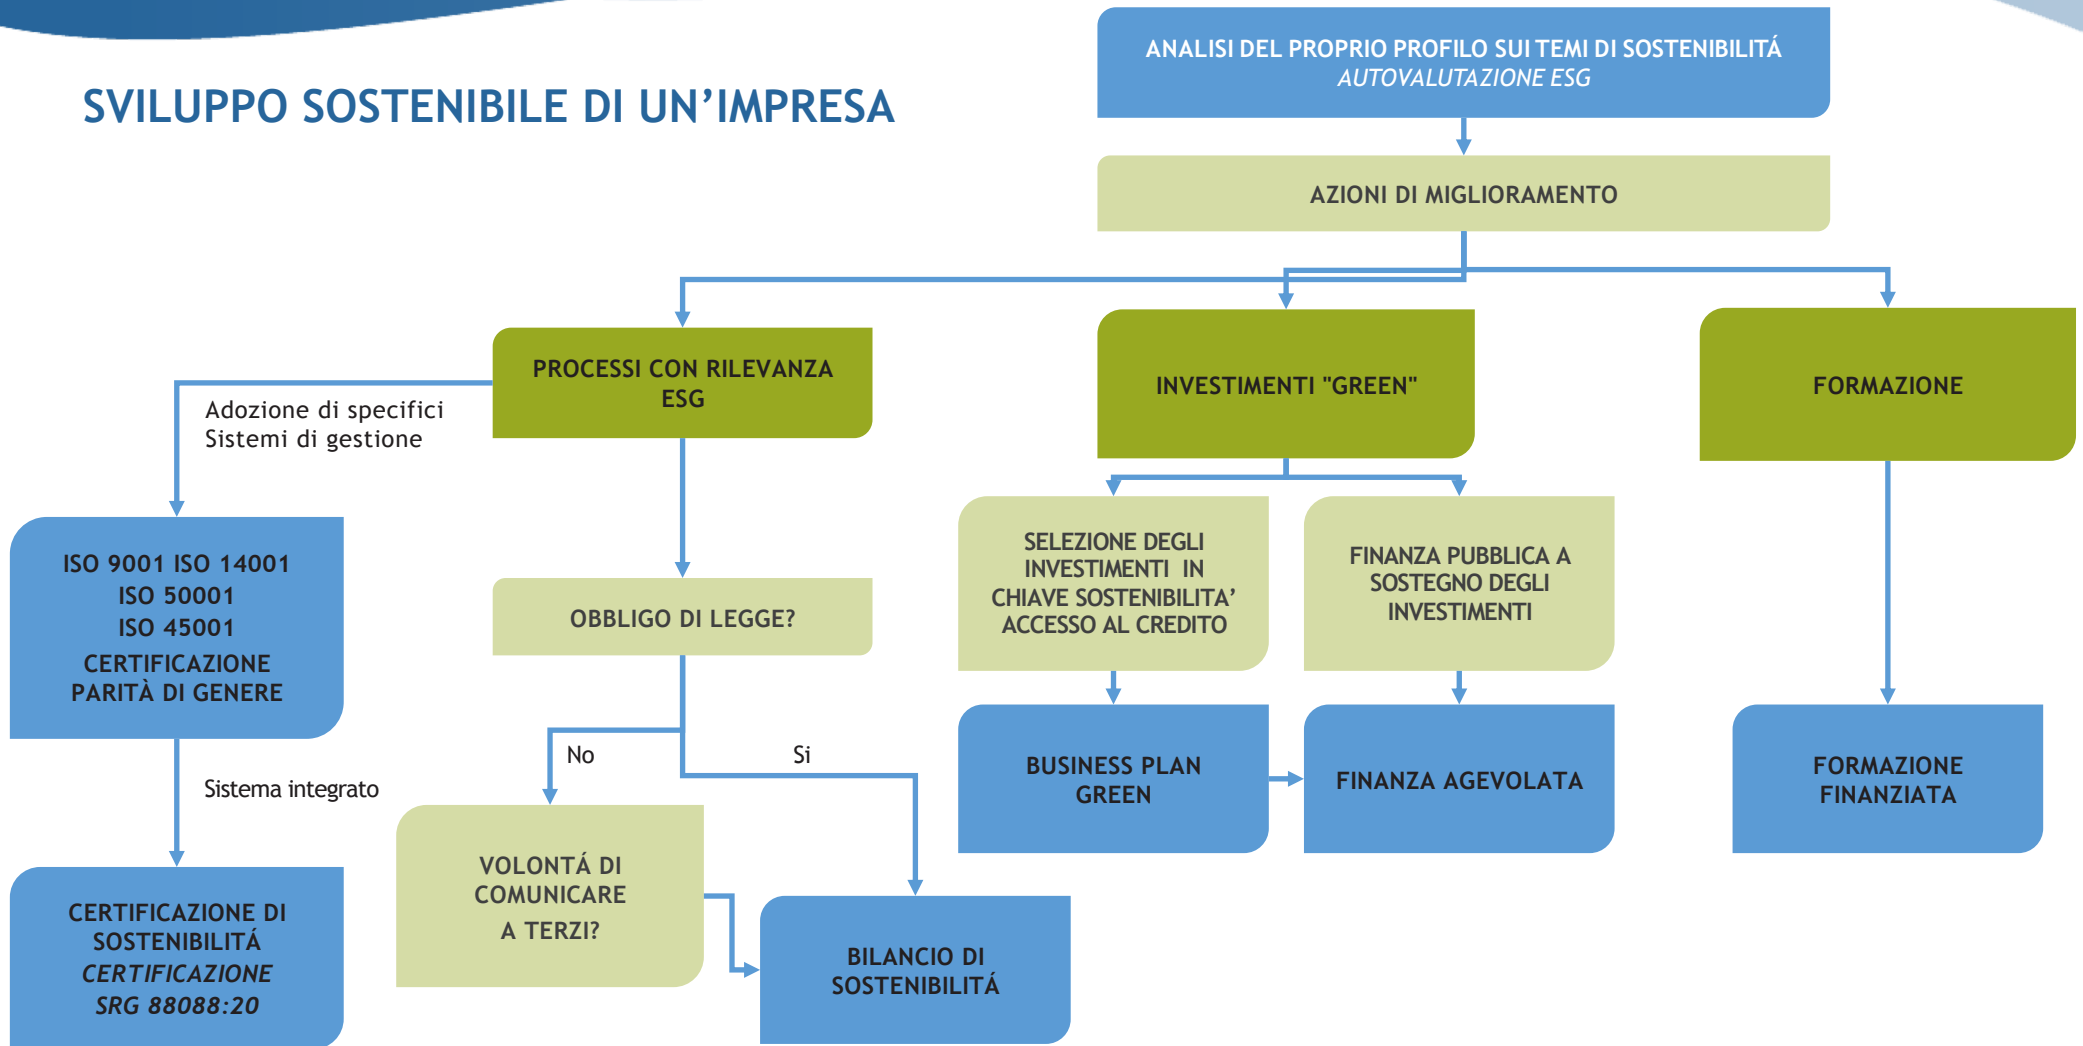 SVILUPPO SOSTENIBILE DI UN’IMPRESA
ANALISI DEL PROPRIO PROFILO SUI TEMI DI SOSTENIBILITÁ
AUTOVALUTAZIONE ESG
AZIONI DI MIGLIORAMENTO
PROCESSI CON RILEVANZA
ESG
INVESTIMENTI "GREEN"
FORMAZIONE
Adozione di specifici
Sistemi di gestione
ISO 9001 ISO 14001
ISO 50001
ISO 45001
CERTIFICAZIONE
PARITÀ DI GENERE
OBBLIGO DI LEGGE?
SELEZIONE DEGLI
INVESTIMENTI IN
CHIAVE SOSTENIBILITA’
ACCESSO AL CREDITO
FINANZA PUBBLICA A
SOSTEGNO DEGLI
INVESTIMENTI
No
Si
Sistema integrato
BUSINESS PLAN
GREEN
FINANZA AGEVOLATA
FORMAZIONE
FINANZIATA
VOLONTÁ DI
COMUNICARE
A TERZI?
CERTIFICAZIONE DI
SOSTENIBILITÁ
CERTIFICAZIONE
SRG 88088:20
BILANCIO DI
SOSTENIBILITÁ